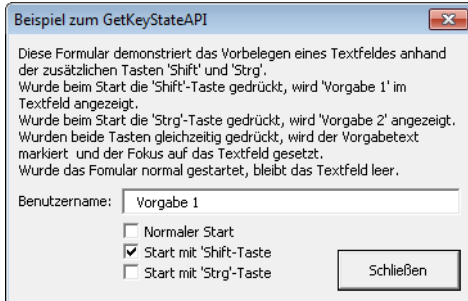 Beispiel zum GetKeyStateAPI
Diese Formular demonstriert das Vorbelegen eines Textfeldes anhand
der zusätzlichen Tasten 'Shift' und 'Strg'.
Wurde beim Start die 'Shift'-Taste gedrückt, wird 'Vorgabe 1' im
Textfeld angezeigt.
Wurde beim Start die 'Strg'-Taste gedrückt, wird 'Vorgabe 2' angezeigt.
Wurden beide Tasten gleichzeitig gedrückt, wird der Vorgabetext
markiert und der Fokus auf das Textfeld gesetzt.
Wurde das Fomular normal gestartet, bleibt das Textfeld leer.
Benutzername: Vorgabe 1
Normaler Start
Start mit 'Shift-Taste
Start mit 'Strg'-Taste
Schließen